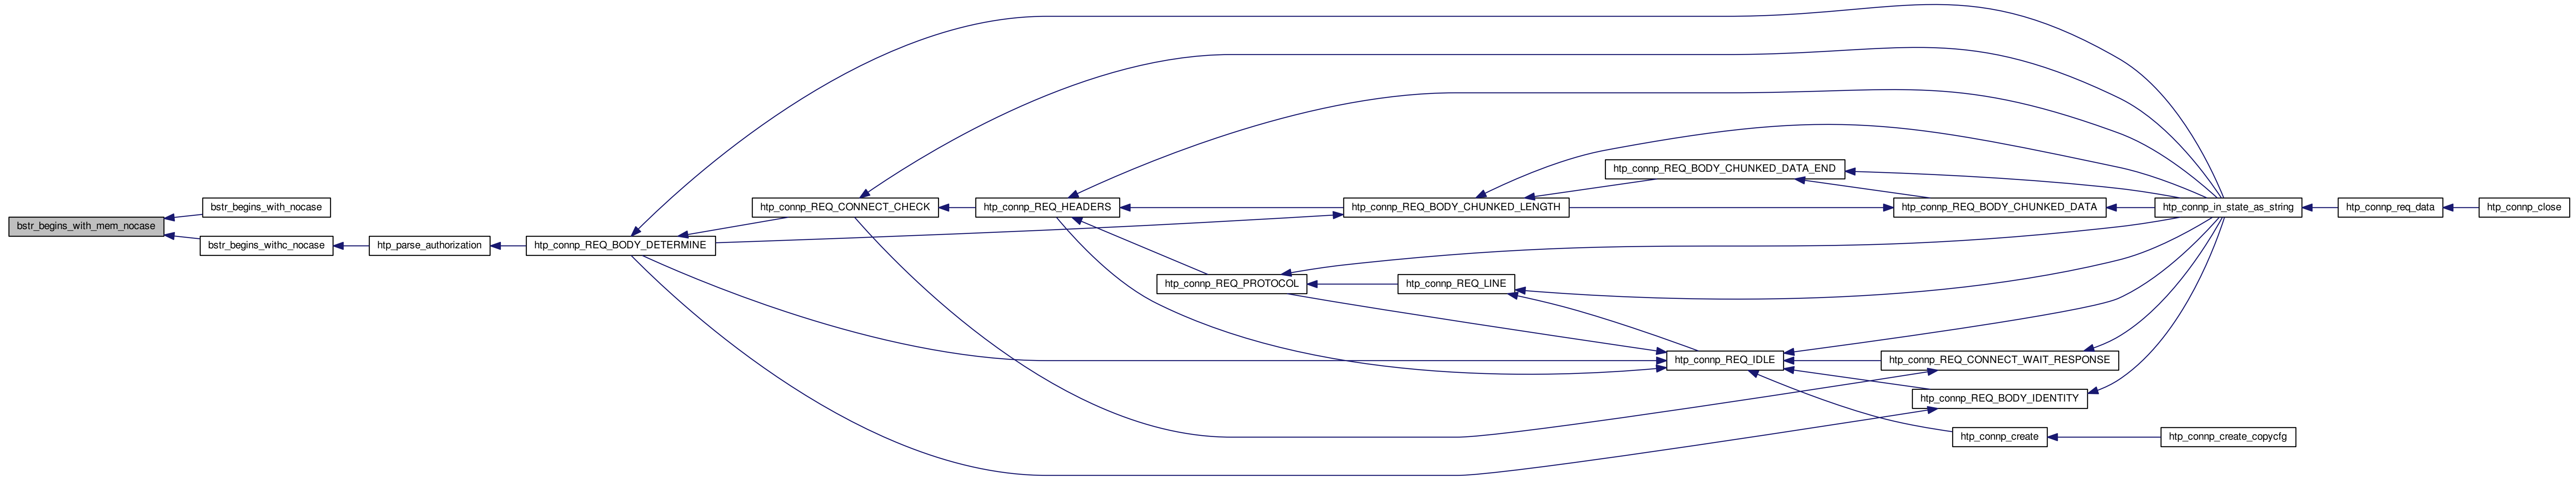 bstr_begins_with_mem_nocase
bstr_begins_with_nocase
bstr_begins_withc_nocase
htp_parse_authorization
htp_connp_REQ_BODY_DETERMINE
htp_connp_REQ_CONNECT_CHECK
htp_connp_REQ_HEADERS
htp_connp_REQ_PROTOCOL
htp_connp_REQ_BODY_CHUNKED_LENGTH
htp_connp_REQ_LINE
htp_connp_REQ_BODY_CHUNKED_DATA_END
htp_connp_REQ_IDLE
htp_connp_REQ_BODY_CHUNKED_DATA
htp_connp_REQ_CONNECT_WAIT_RESPONSE
htp_connp_REQ_BODY_IDENTITY
htp_connp_create
htp_connp_in_state_as_string
htp_connp_create_copycfg
htp_connp_req_data
htp_connp_close